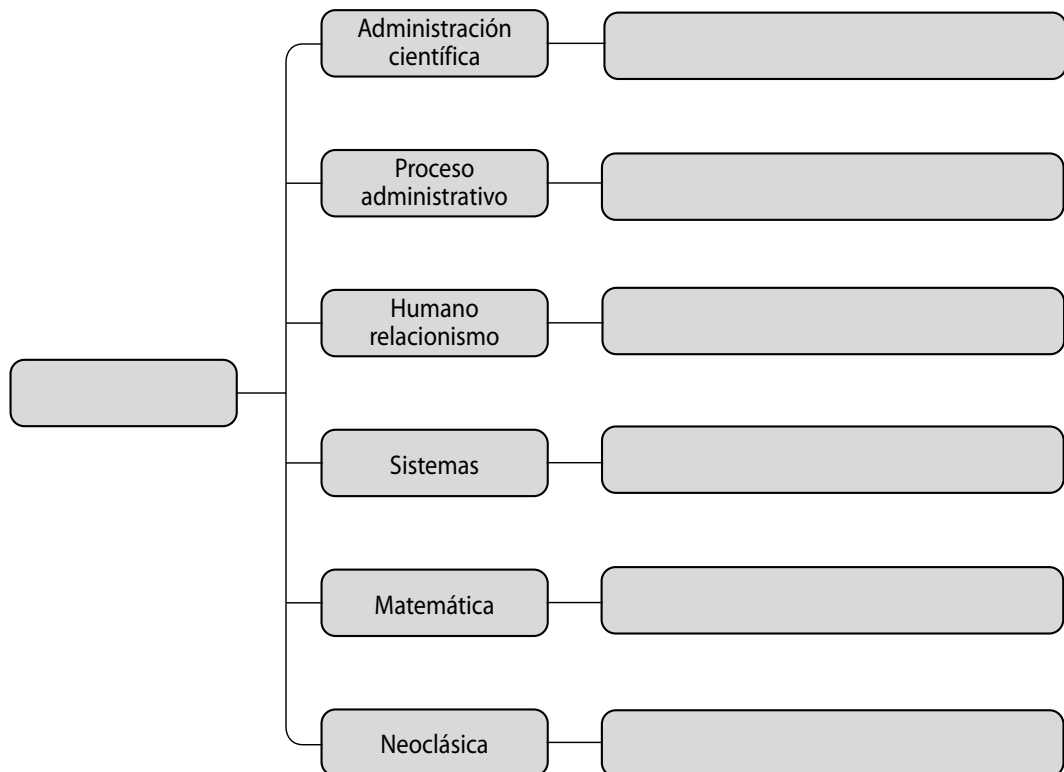 Administración
científica
Proceso
administrativo
Humano
relacionismo
Sistemas
Matemática
Neoclásica